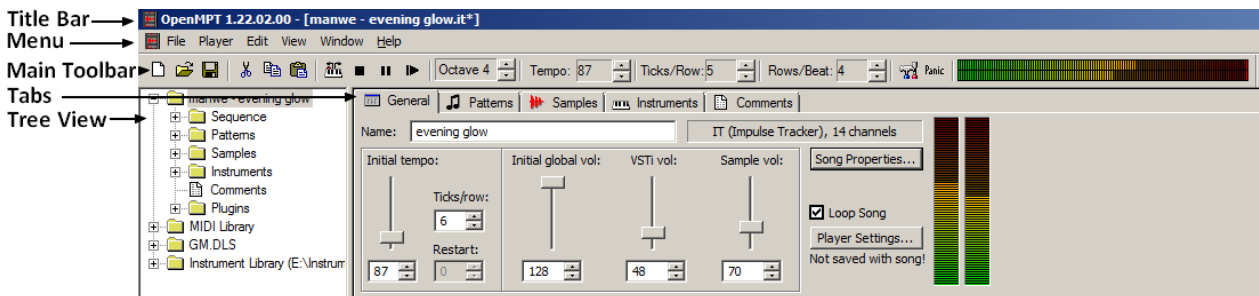 Title Bar
OpenMPT 1.22.02.00 - [manwe - evening glow.it*]
Menu
File Player Edit View Window Help
Main Toolbar
Octave 4 Tempo: 87 Ticks/Row: 5 Rows/Beat: 4 Panic
Tabs
General Patterns Samples Instruments Comments
Tree View
manwe - evening glow
Sequence
Patterns
Samples
Instruments
Comments
Plugins
MIDI Library
GM.DLS
Instrument Library (E:\Instrum
Name: evening glow IT (Impulse Tracker), 14 channels
Initial tempo: Initial global vol: VSTi vol: Sample vol: Song Properties...
Ticks/row:
6
Loop Song
Restart:
Player Settings...
Not saved with song!
87 0 128 48 70